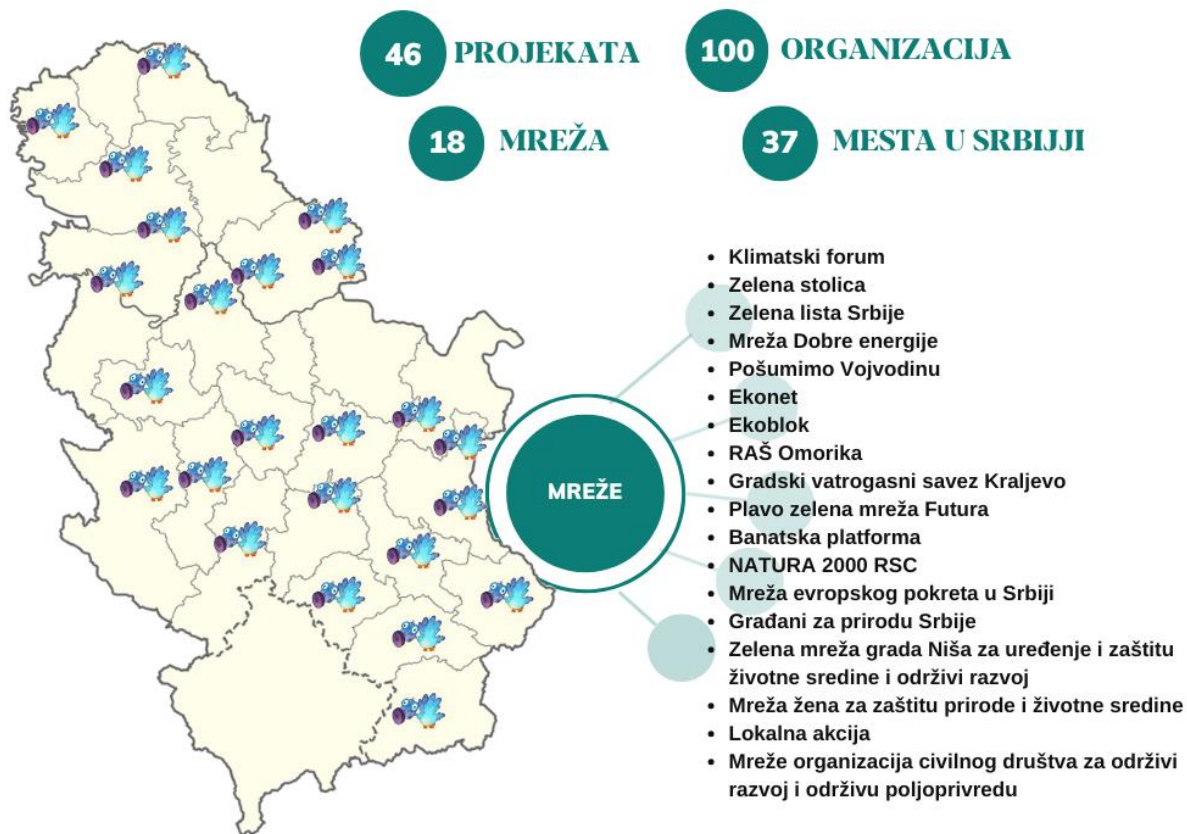 46 PROJEKATA
100 ORGANIZACIJA
18 MREŽA
37 MESTA U SRBIJJI
MREŽE
• Klimatski forum
• Zelena stolica
• Zelena lista Srbije
• Mreža Dobre energije
• Pošumimo Vojvodinu
• Ekonet
• Ekoblok
• RAŠ Omorika
• Gradski vatrogasni savez Kraljevo
• Plavo zelena mreža Futura
• Banatska platforma
• NATURA 2000 RSC
• Mreža evropskog pokreta u Srbiji
• Građani za prirodu Srbije
• Zelena mreža grada Niša za uređenje i zaštitu
životne sredine i održivi razvoj
• Mreža žena za zaštitu prirode i životne sredine
• Lokalna akcija
• Mreže organizacija civilnog društva za održivi
razvoj i održivu poljoprivredu